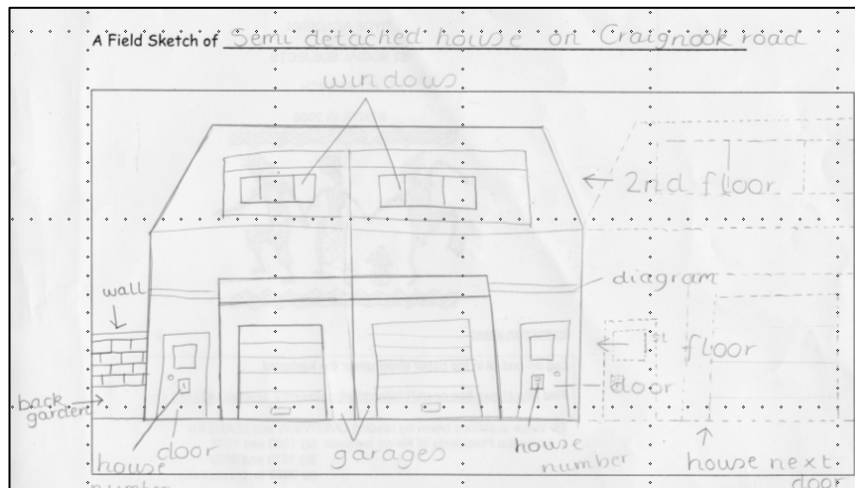 A Field Sketch of Semi detached house on Craignook road
windows
2nd floor
diagram
wall
1st floor
back
garden
door
door
garages
house
number
house
number
house next
door